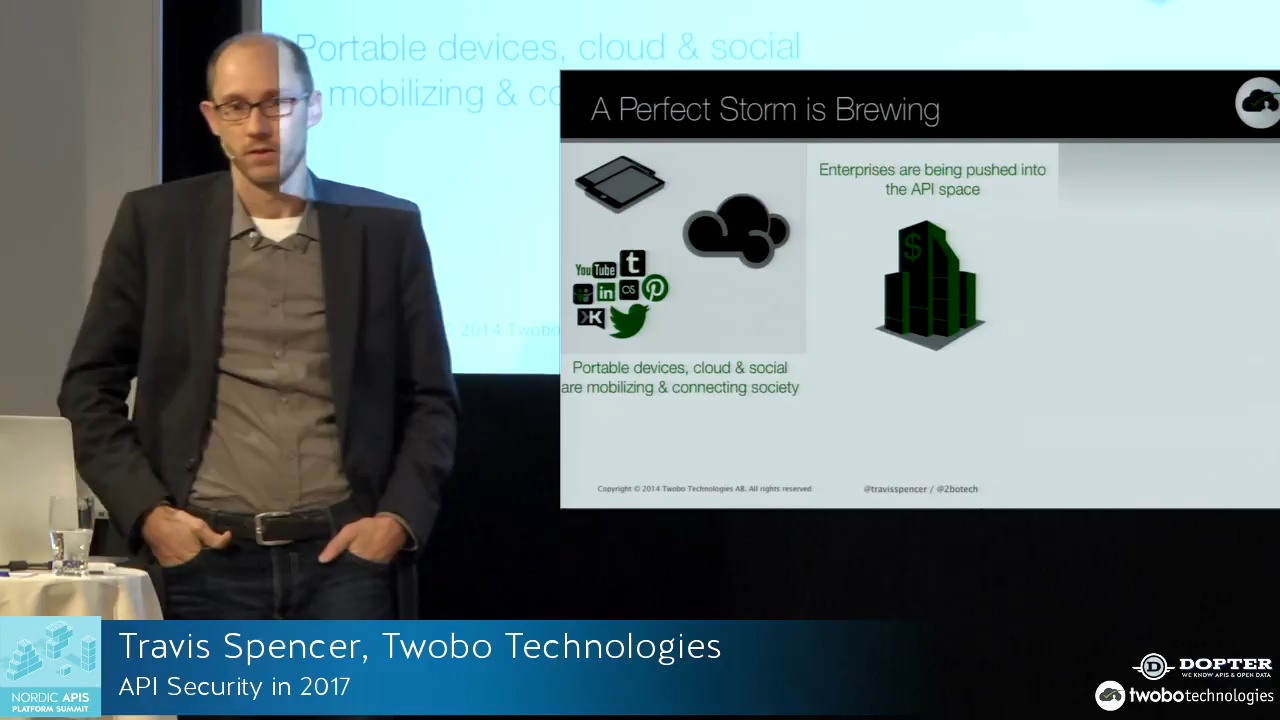 Portable devices, cloud & social
mobilizing & co
© 2014 Twobo
A Perfect Storm is Brewing
Enterprises are being pushed into
the API space
$
You Tube
t
in
K
Portable devices, cloud & social
are mobilizing & connecting society
Copyright © 2014 Twobo Technologies AB. All rights reserved
@travisspencer / @2botech
Travis Spencer, Twobo Technologies
API Security in 2017
NORDIC APIS
PLATFORM SUMMIT
D DOPTER
WE KNOW APIS & OPEN DATA
twobotechnologies